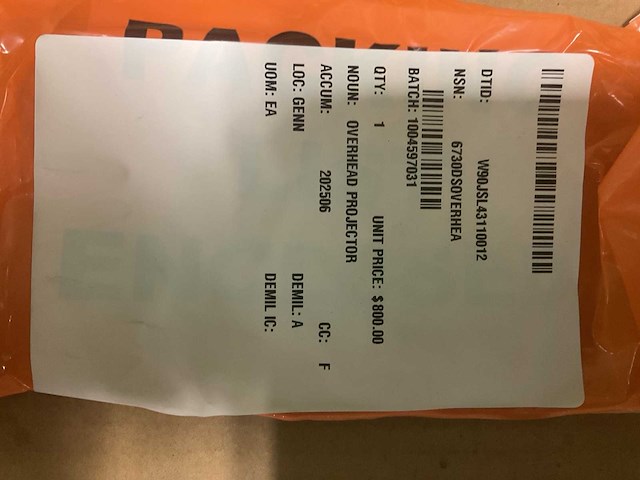 PACKIN
DTID: W90JSL43110012
NSN: 6730DSOVERHEA
BATCH: 1004597031
QTY: 1 UNIT PRICE: $800.00
NOUN: OVERHEAD PROJECTOR
ACCUM: 202506 CC: F
LOC: GENN DEMIL: A
UOM: EA DEMIL IC: